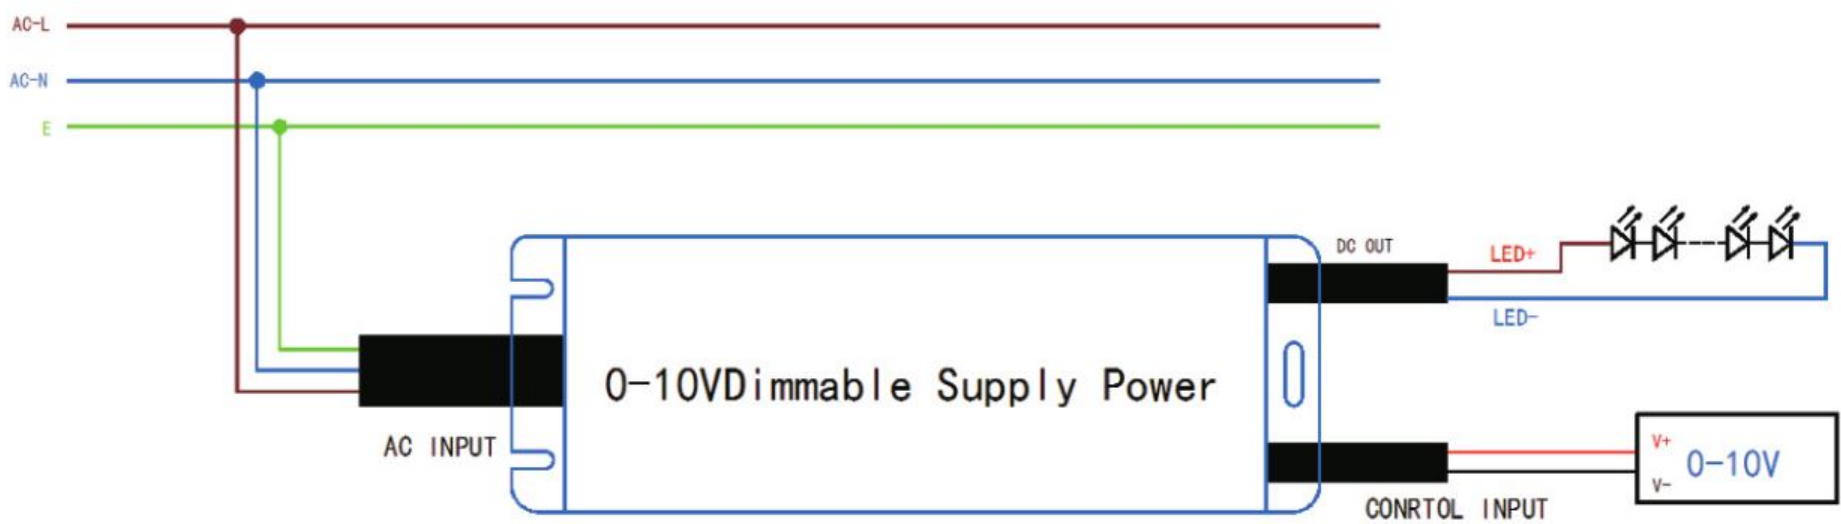 AC-L
AC-N
E
DC OUT
LED+
LED-
0-10VDimmable Supply Power
AC INPUT
V+
0-10V
V-
CONRTOL INPUT